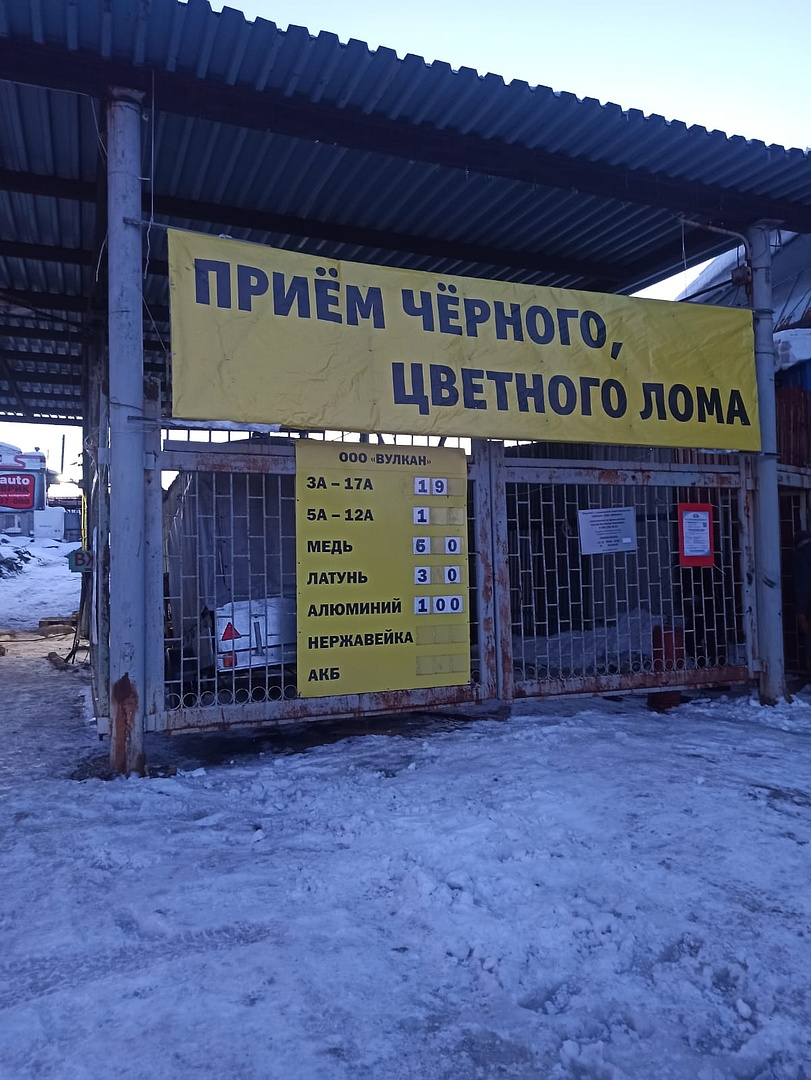 ПРИЁМ ЧЁРНОГО,
ЦВЕТНОГО ЛОМА
ООО «ВУЛКАН»
3А – 17А 19
5А – 12А 1
МЕДЬ 60
ЛАТУНЬ 30
АЛЮМИНИЙ 100
НЕРЖАВЕЙКА
АКБ
auto